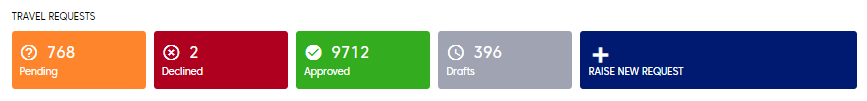 TRAVEL REQUESTS
768
Pending
2
Declined
9712
Approved
396
Drafts
RAISE NEW REQUEST